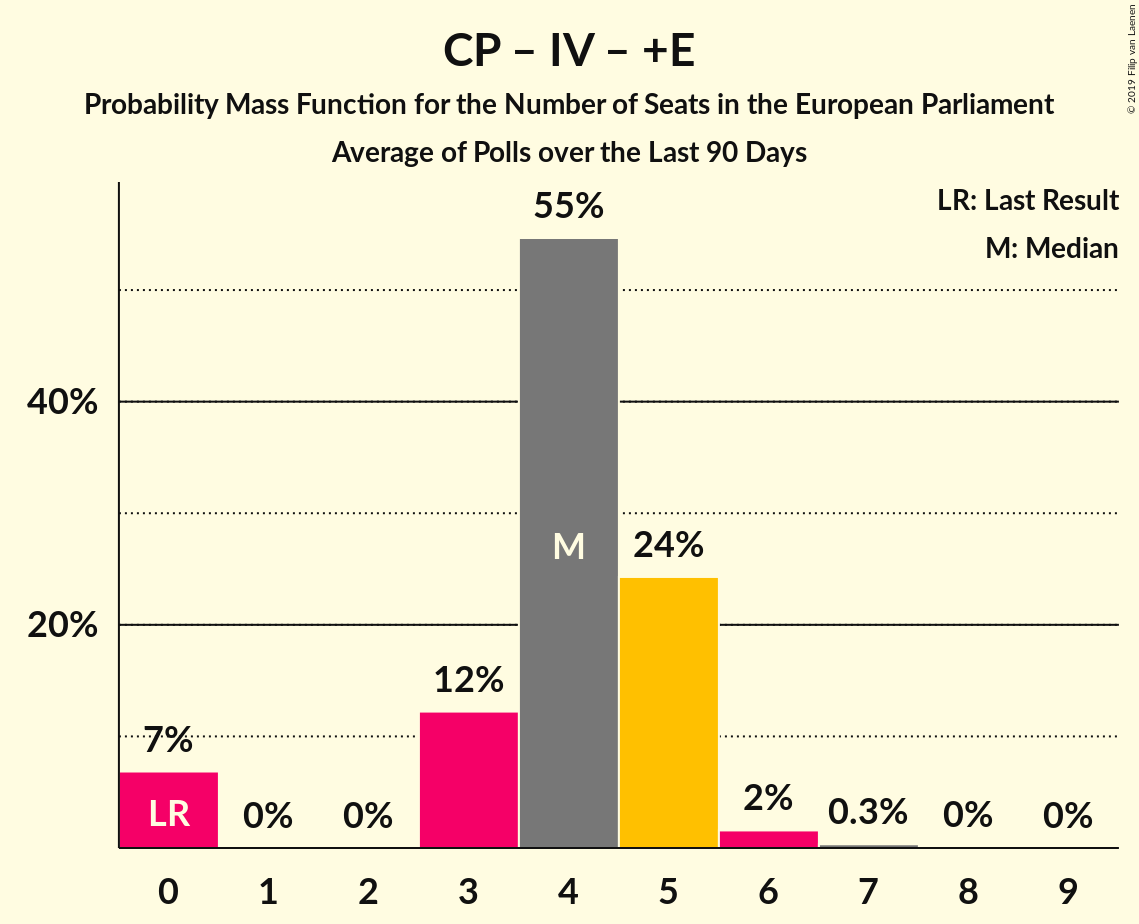 CP – IV – +E
Probability Mass Function for the Number of Seats in the European Parliament
Average of Polls over the Last 90 Days
© 2019 Filip van Laenen
LR: Last Result
M: Median
55%
40%
M
24%
20%
12%
7%
LR
0%
0%
2%
0.3%
0%
0%
0 1 2 3 4 5 6 7 8 9